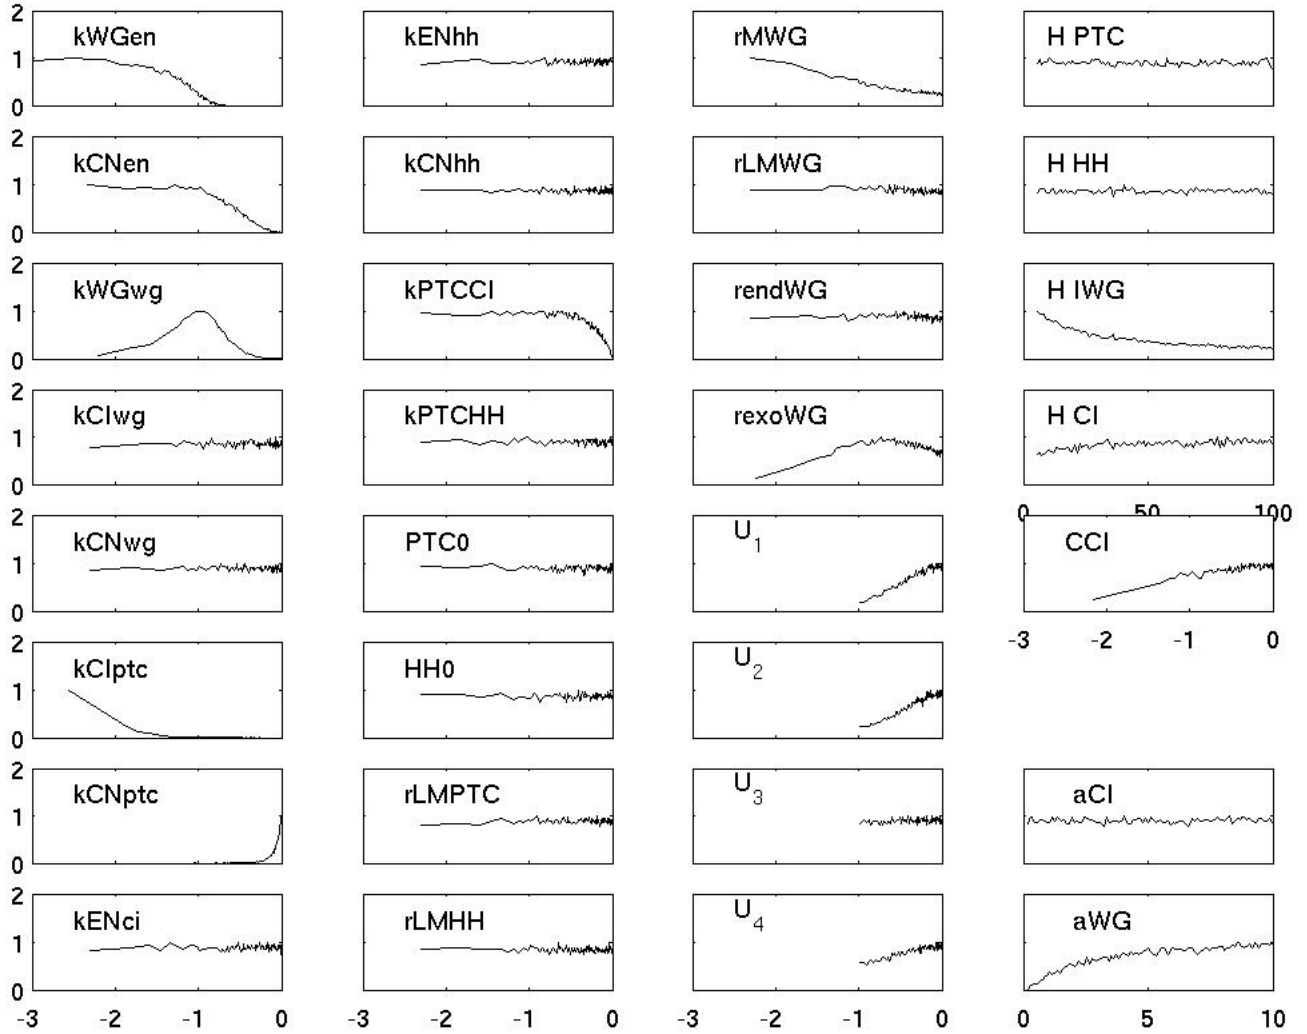 2 kWGen kENhh rMWG H PTC
1
0
2 kCNen kCNhh rLMWG H HH
1
0
2 kWGwg kPTCCI rendWG H IWG
1
0
2 kCIwg kPTCHH rexoWG H CI
1
0
0 50 100
2 kCNwg PTC0 U1 CCI
1
0
-3 -2 -1 0
2 kCIptc HH0 U2
1
0
2 kCNptc rLMPTC U3 aCI
1
0
2 kENci rLMHH U4 aWG
1
0
-3 -2 -1 0 -3 -2 -1 0 -3 -2 -1 0 0 5 10